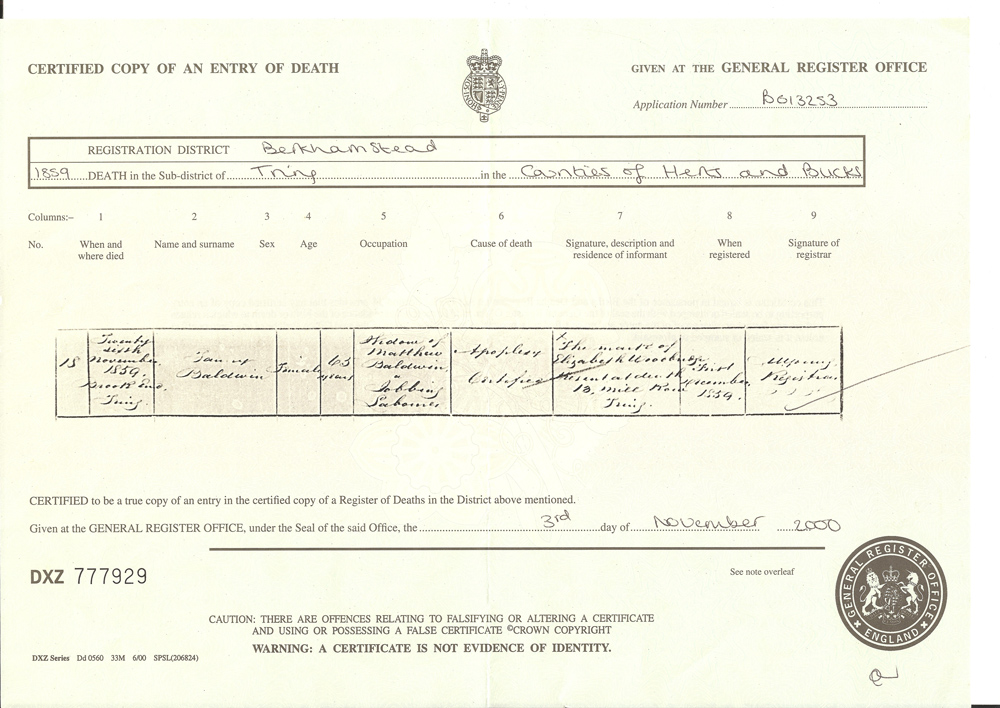 CERTIFIED COPY OF AN ENTRY OF DEATH
GIVEN AT THE GENERAL REGISTER OFFICE
Application Number B013253
REGISTRATION DISTRICT Berkhamstead
1859 DEATH in the Sub-district of Tring in the Counties of Herts and Bucks
Columns:– 1 2 3 4 5 6 7 8 9
No. When and where died Name and surname Sex Age Occupation Cause of death Signature, description and residence of informant When registered Signature of registrar
18
Twenty
sixth
November
1859.
Brook End
Tring.
Baldwin
Female
65
years
Widow of
Matthew
Baldwin
a
Jobbing
Labourer
Apoplexy
Certified
The mark of
Elizabeth
Present at death
18, Mill Row
Tring.
First
December
1859.
Registrar
CERTIFIED to be a true copy of an entry in the certified copy of a Register of Deaths in the District above mentioned.
Given at the GENERAL REGISTER OFFICE, under the Seal of the said Office, the 3rd day of November 2000
DXZ 777929
See note overleaf
GENERAL REGISTER OFFICE
ENGLAND
CAUTION: THERE ARE OFFENCES RELATING TO FALSIFYING OR ALTERING A CERTIFICATE
AND USING OR POSSESSING A FALSE CERTIFICATE ©CROWN COPYRIGHT
WARNING: A CERTIFICATE IS NOT EVIDENCE OF IDENTITY.
DXZ Series Dd 0560 33M 6/00 SPSL(206824)